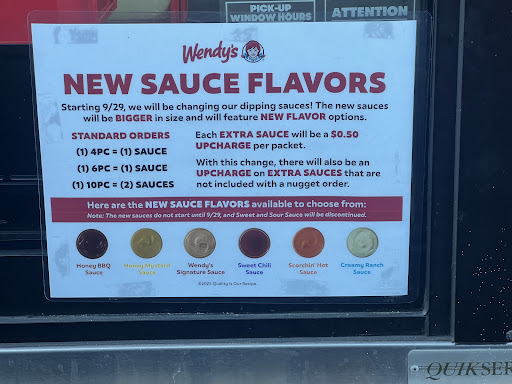 PICK-UP
WINDOW HOURS
ATTENTION
Wendy's
NEW SAUCE FLAVORS
Starting 9/29, we will be changing our dipping sauces! The new sauces
will be BIGGER in size and will feature NEW FLAVOR options.
STANDARD ORDERS
(1) 4PC = (1) SAUCE
(1) 6PC = (1) SAUCE
(1) 10PC = (2) SAUCES
Each EXTRA SAUCE will be a $0.50
UPCHARGE per packet.
With this change, there will also be an
UPCHARGE on EXTRA SAUCES that are
not included with a nugget order.
Here are the NEW SAUCE FLAVORS available to choose from:
Note: The new sauces do not start until 9/29, and Sweet and Sour Sauce will be discontinued.
Honey BBQ
Sauce
Honey Mustard
Sauce
Wendy's
Signature Sauce
Sweet Chili
Sauce
Scorchin' Hot
Sauce
Creamy Ranch
Sauce
©2025 Quality Is Our Recipe
QUIKSER